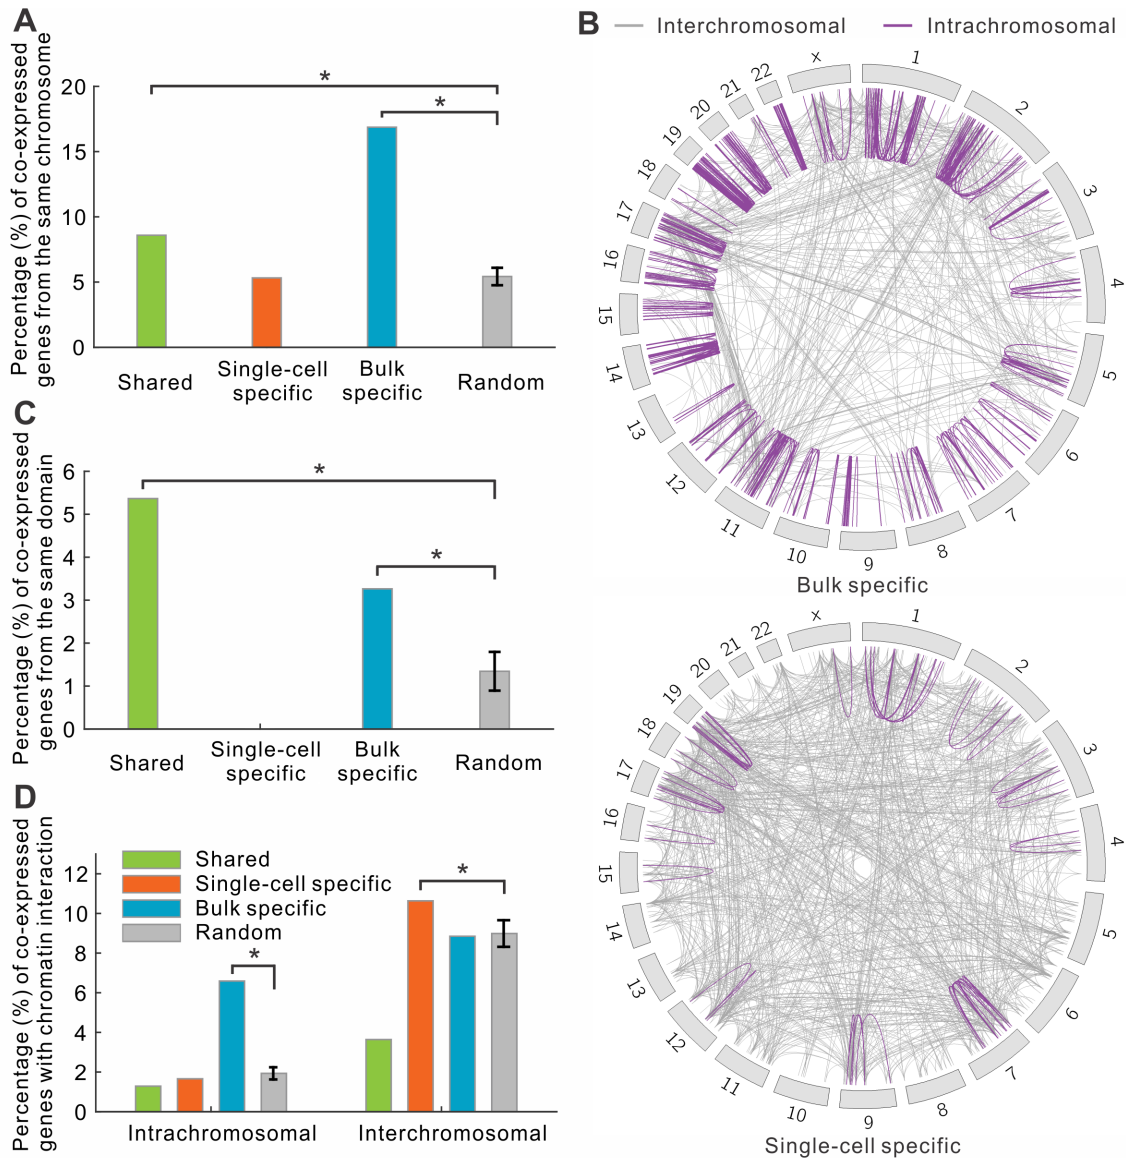 A
Percentage (%) of co-expressed
genes from the same chromosome
20
15
10
5
0
*
*
Shared
Single-cell
specific
Bulk
specific
Random
B
Interchromosomal
Intrachromosomal
1
2
3
4
5
6
7
8
9
10
11
12
13
14
15
16
17
18
19
20
21
22
x
Bulk specific
C
Percentage (%) of co-expressed
genes from the same domain
6
5
4
3
2
1
0
*
*
Shared
Single-cell
specific
Bulk
specific
Random
1
2
3
4
5
6
7
8
9
10
11
12
13
14
15
16
17
18
19
20
21
22
x
Single-cell specific
D
Percentage (%) of co-expressed
genes with chromatin interaction
12
10
8
6
4
2
0
Shared
Single-cell specific
Bulk specific
Random
*
*
Intrachromosomal
Interchromosomal